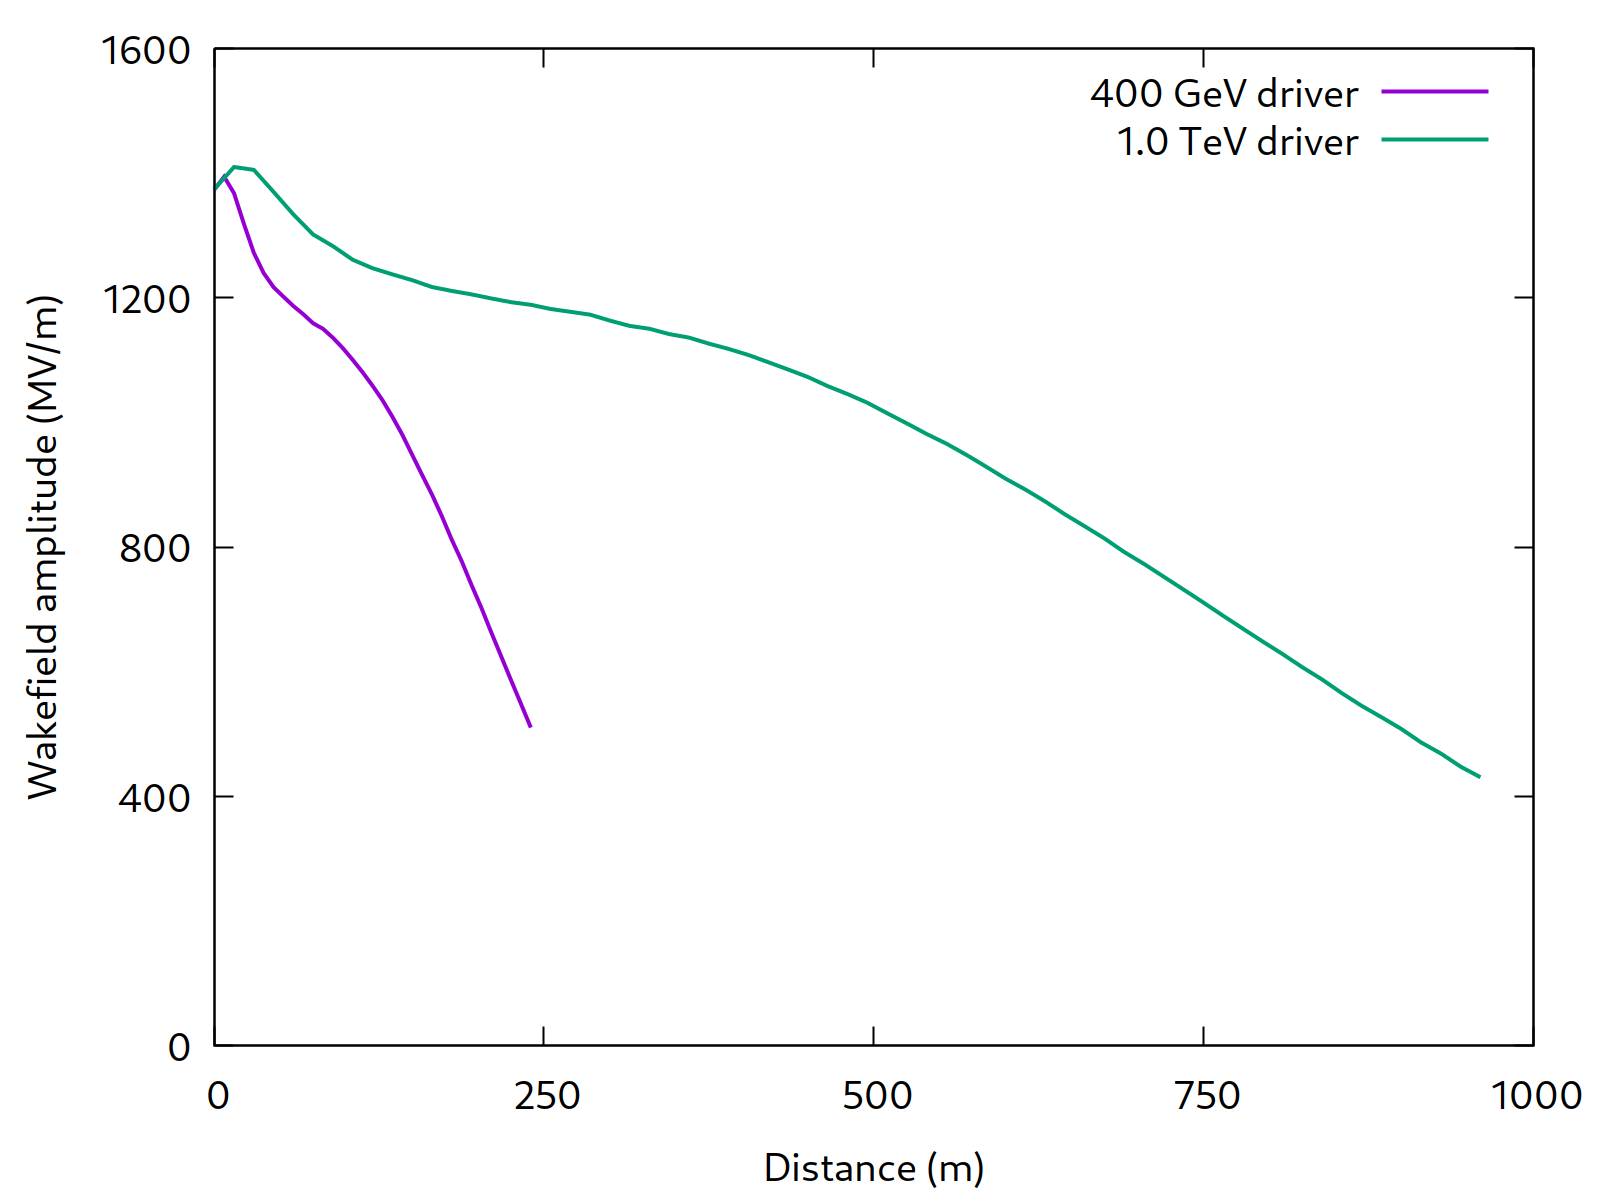 1600
1200
800
400
0
Wakefield amplitude (MV/m)
400 GeV driver
1.0 TeV driver
0 250 500 750 1000
Distance (m)